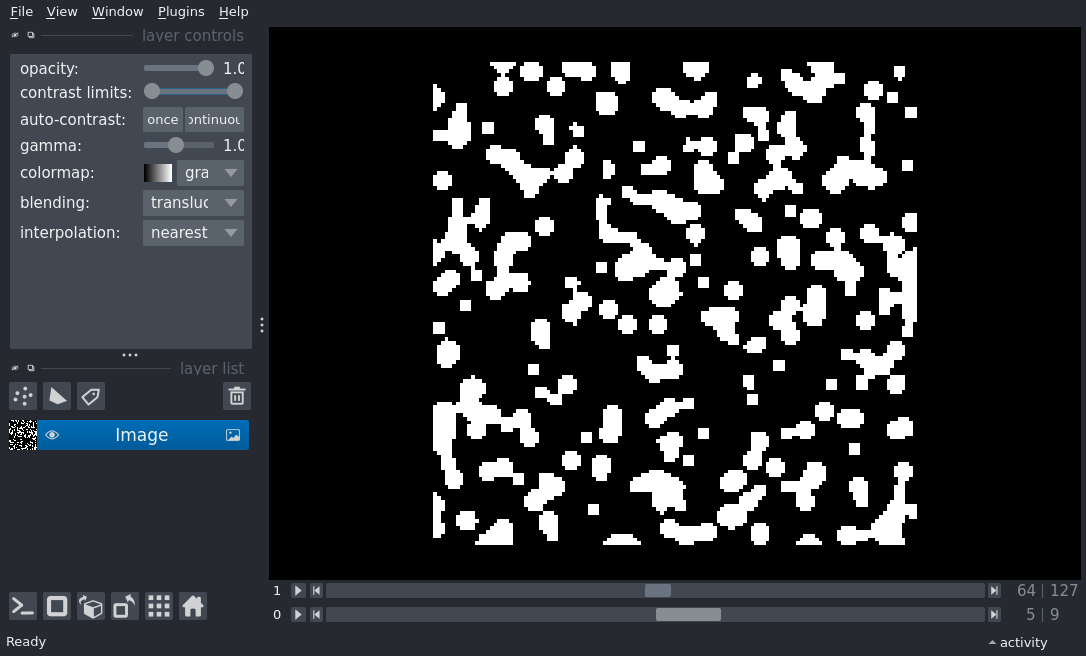 File View Window Plugins Help
layer controls
opacity: 1.0
contrast limits:
auto-contrast: once ontinuou
gamma: 1.0
colormap: gra
blending: transluc
interpolation: nearest
layer list
Image
1 64 | 127
0 5 | 9
Ready activity